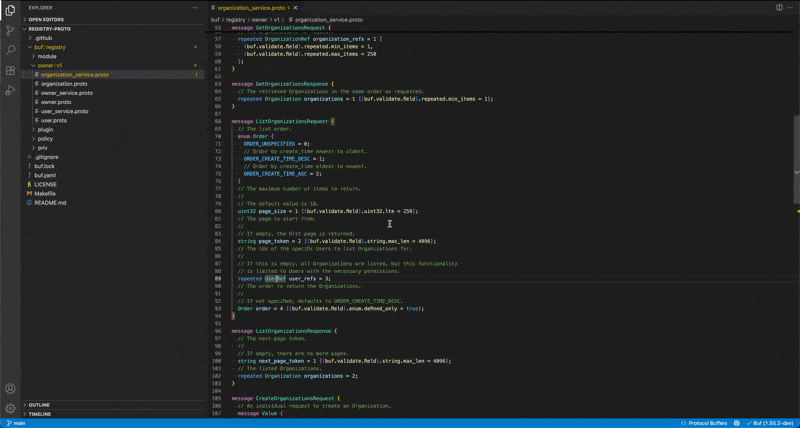 EXPLORER
organization_service.proto 1
OPEN EDITORS
buf > registry > owner > v1 > organization_service.proto
REGISTRY-PROTO
.github
buf/registry
module
owner/v1
organization_service.proto 1
organization.proto
owner_service.proto
owner.proto
user_service.proto
user.proto
plugin
policy
priv
.gitignore
buf.lock
buf.yaml
LICENSE
Makefile
README.md
OUTLINE
TIMELINE
55 message GetOrganizationsRequest {
57 repeated OrganizationRef organization_refs = 1 [
58 (buf.validate.field).repeated.min_items = 1,
59 (buf.validate.field).repeated.max_items = 250
60 ];
61 }
62
63 message GetOrganizationsResponse {
64 // The retrieved Organizations in the same order as requested.
65 repeated Organization organizations = 1 [(buf.validate.field).repeated.min_items = 1];
66 }
67
68 message ListOrganizationsRequest {
69 // The list order.
70 enum Order {
71 ORDER_UNSPECIFIED = 0;
72 // Order by create_time newest to oldest.
73 ORDER_CREATE_TIME_DESC = 1;
74 // Order by create_time oldest to newest.
75 ORDER_CREATE_TIME_ASC = 2;
76 }
77 // The maximum number of items to return.
78 //
79 // The default value is 10.
80 uint32 page_size = 1 [(buf.validate.field).uint32.lte = 250];
81 // The page to start from.
82 //
83 // If empty, the first page is returned.
84 string page_token = 2 [(buf.validate.field).string.max_len = 4096];
85 // The ids of the specific Users to list Organizations for.
86 //
87 // If this is empty, all Organizations are listed, but this functionality
88 // is limited to Users with the necessary permissions.
89 repeated UserRef user_refs = 3;
90 // The order to return the Organizations.
91 //
92 // If not specified, defaults to ORDER_CREATE_TIME_DESC.
93 Order order = 4 [(buf.validate.field).enum.defined_only = true];
94 }
95
96 message ListOrganizationsResponse {
97 // The next page token.
98 //
99 // If empty, there are no more pages.
100 string next_page_token = 1 [(buf.validate.field).string.max_len = 4096];
101 // The listed Organizations.
102 repeated Organization organizations = 2;
103 }
104
105 message CreateOrganizationsRequest {
106 // An individual request to create an Organization.
107 message Value {
main
Protocol Buffers
Buf (1.55.2-dev)